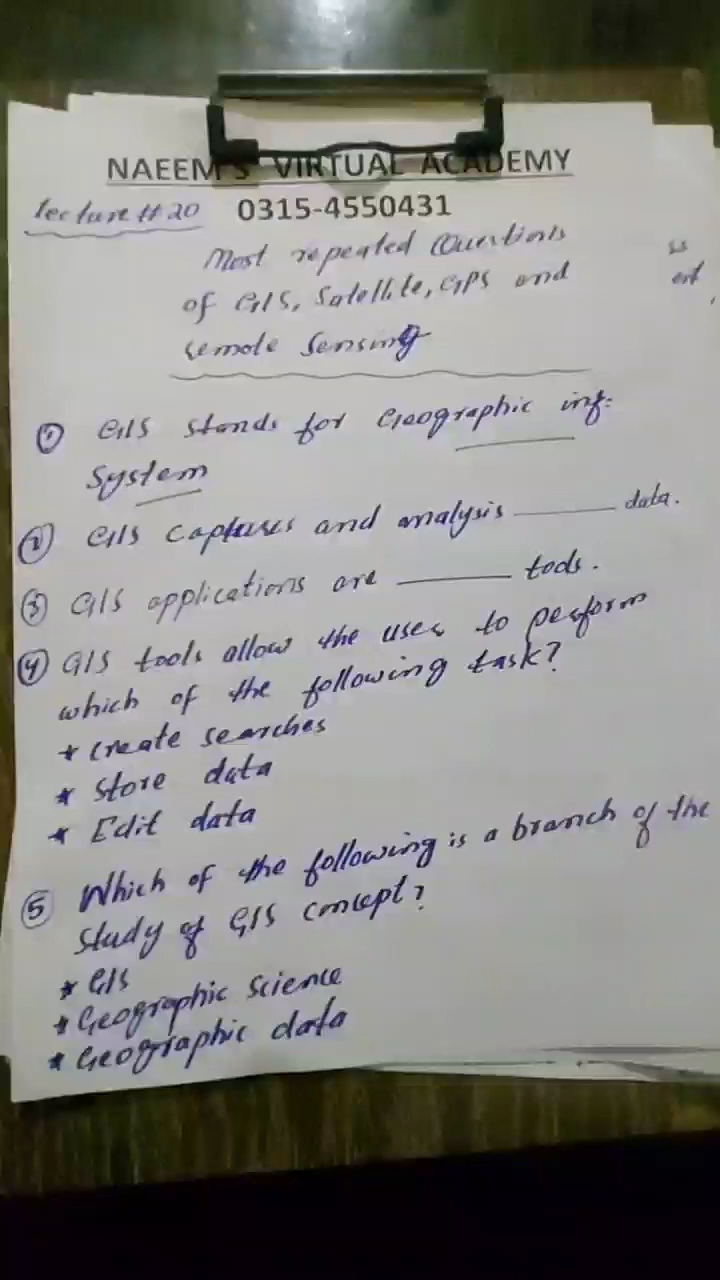 NAEEM'S VIRTUAL ACADEMY
lecture # 20 0315-4550431
Most repeated Questions
of GIS, Satellite, GPS and
remote Sensing
① GIS stands for Geographic inf:
System
② GIS captures and analysis ______ data.
③ GIS applications are ______ tools.
④ GIS tools allow the user to perform
which of the following task?
* Create searches
* Store data
* Edit data
⑤ Which of the following is a branch of the
study of GIS concept?
* GIS
* Geographic science
* Geographic data